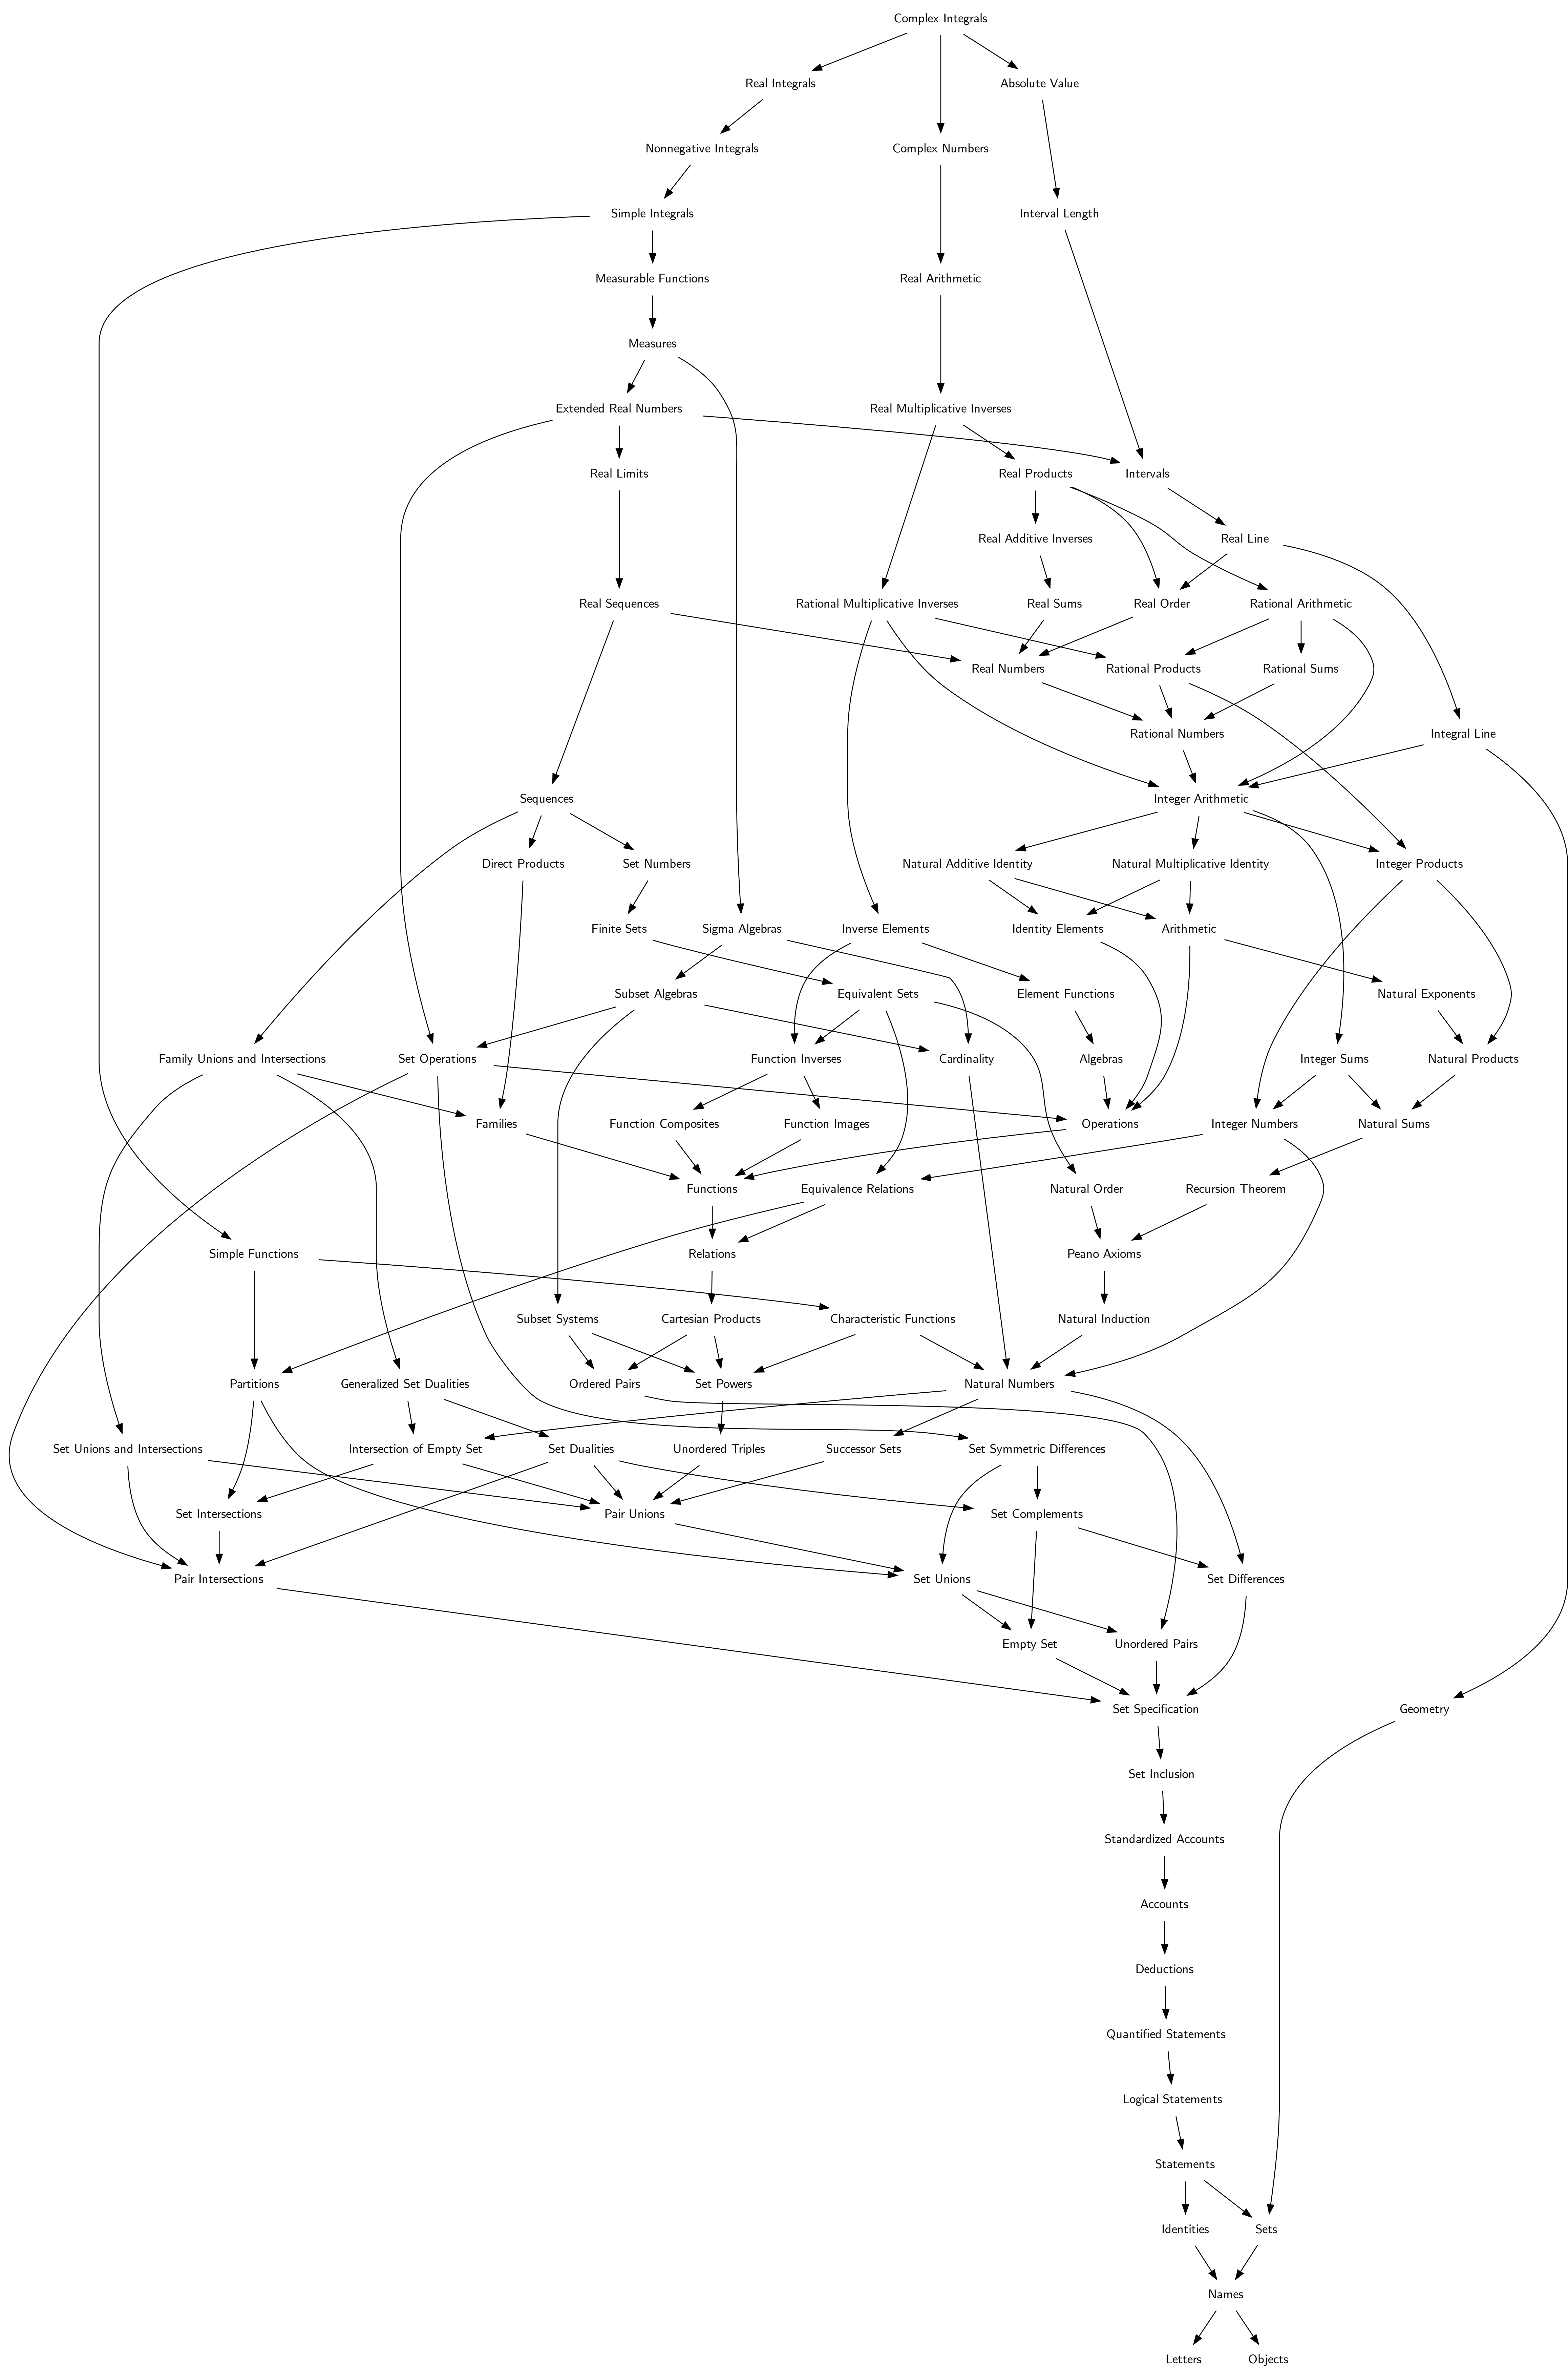 Complex Integrals
Real Integrals
Absolute Value
Nonnegative Integrals
Complex Numbers
Simple Integrals
Interval Length
Measurable Functions
Real Arithmetic
Measures
Extended Real Numbers
Real Multiplicative Inverses
Real Limits
Real Products
Intervals
Real Additive Inverses
Real Line
Real Sequences
Rational Multiplicative Inverses
Real Sums
Real Order
Rational Arithmetic
Real Numbers
Rational Products
Rational Sums
Rational Numbers
Integral Line
Sequences
Integer Arithmetic
Direct Products
Set Numbers
Natural Additive Identity
Natural Multiplicative Identity
Integer Products
Finite Sets
Sigma Algebras
Inverse Elements
Identity Elements
Arithmetic
Subset Algebras
Equivalent Sets
Element Functions
Natural Exponents
Family Unions and Intersections
Set Operations
Function Inverses
Cardinality
Algebras
Integer Sums
Natural Products
Families
Function Composites
Function Images
Operations
Integer Numbers
Natural Sums
Functions
Equivalence Relations
Natural Order
Recursion Theorem
Simple Functions
Relations
Peano Axioms
Subset Systems
Cartesian Products
Characteristic Functions
Natural Induction
Partitions
Generalized Set Dualities
Ordered Pairs
Set Powers
Natural Numbers
Set Unions and Intersections
Intersection of Empty Set
Set Dualities
Unordered Triples
Successor Sets
Set Symmetric Differences
Set Intersections
Pair Unions
Set Complements
Pair Intersections
Set Unions
Set Differences
Empty Set
Unordered Pairs
Set Specification
Geometry
Set Inclusion
Standardized Accounts
Accounts
Deductions
Quantified Statements
Logical Statements
Statements
Identities
Sets
Names
Letters
Objects